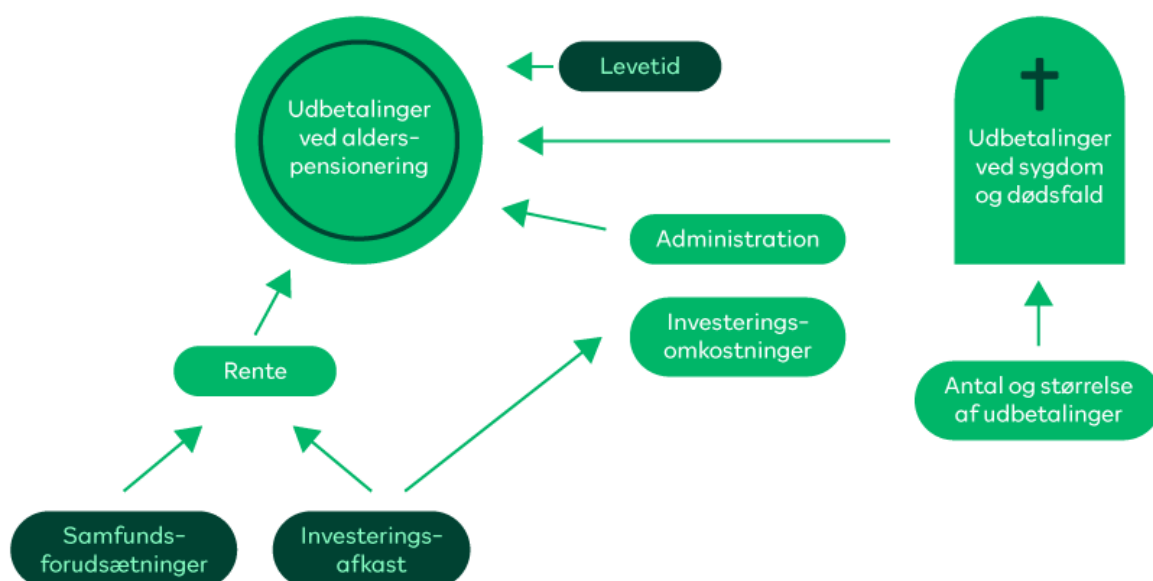 Levetid
Udbetalinger
ved alders-
pensionering
Udbetalinger
ved sygdom
og dødsfald
Administration
Investerings-
omkostninger
Rente
Antal og størrelse
af udbetalinger
Samfunds-
forudsætninger
Investerings-
afkast